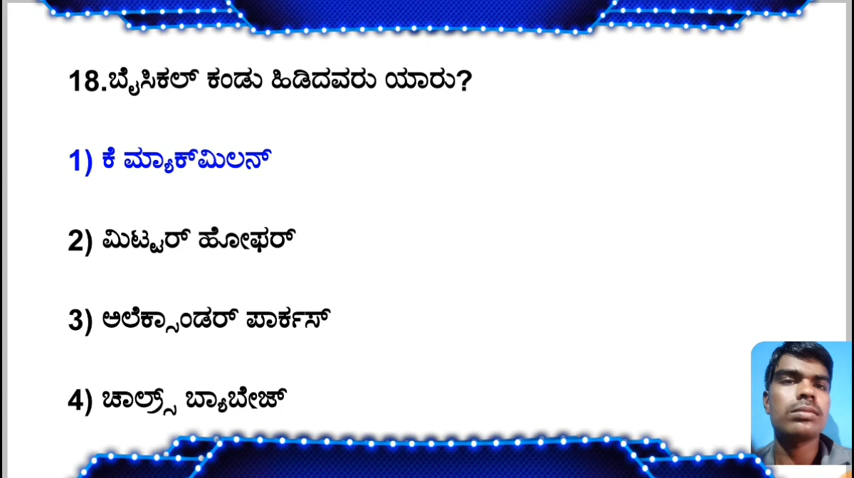 18.ಬೈಸಿಕಲ್ ಕಂಡು ಹಿಡಿದವರು ಯಾರು?
1) ಕೆ ಮ್ಯಾಕ್‌ಮಿಲನ್
2) ಮಿಟ್ಟರ್ ಹೋಫರ್
3) ಅಲೆಕ್ಸಾಂಡರ್ ಪಾರ್ಕಸ್
4) ಚಾರ್ಲ್ಸ್ ಬ್ಯಾಬೇಜ್